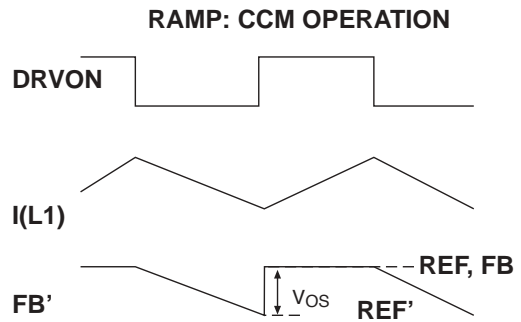 RAMP: CCM OPERATION
DRVON
I(L1)
REF, FB
FB'
VOS
REF'